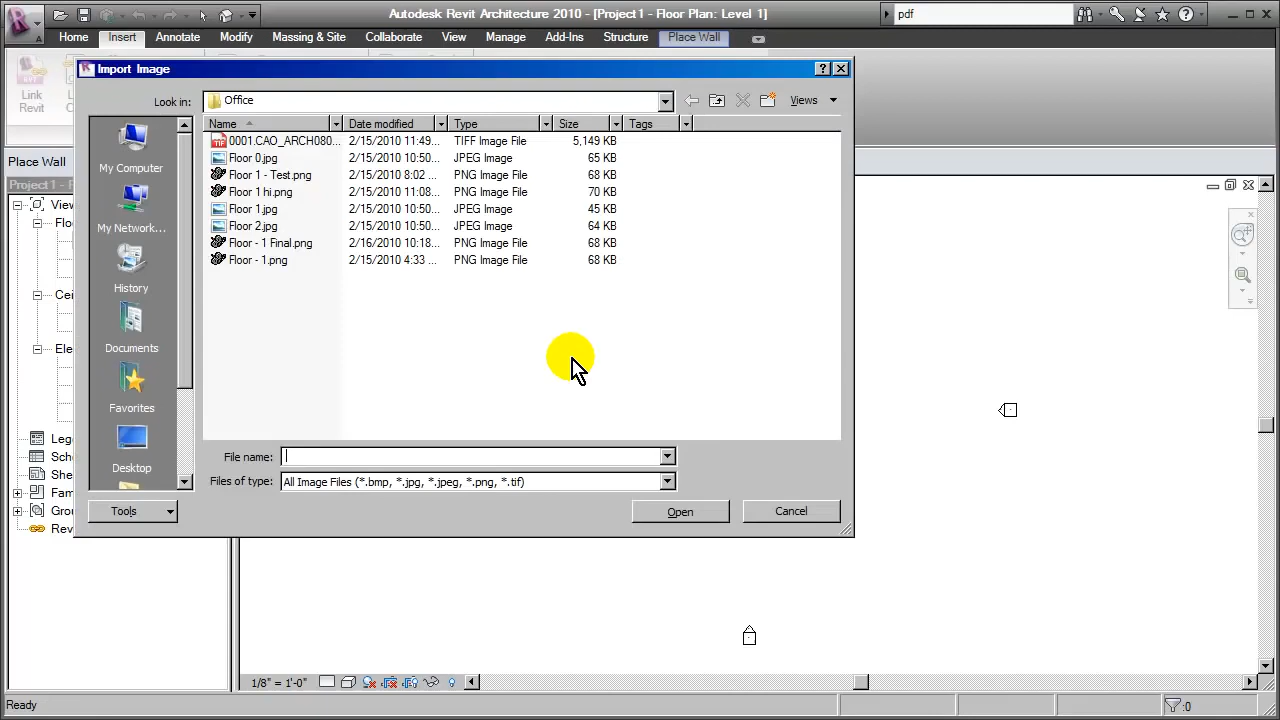 Autodesk Revit Architecture 2010 - [Project1 - Floor Plan: Level 1]
pdf
Home Insert Annotate Modify Massing & Site Collaborate View Manage Add-Ins Structure Place Wall
Import Image
Link
Revit
Look in: Office Views
Name Date modified Type Size Tags
0001.CAO_ARCH080... 2/15/2010 11:49... TIFF Image File 5,149 KB
Floor 0.jpg 2/15/2010 10:50... JPEG Image 65 KB
Floor 1 - Test.png 2/15/2010 8:02 ... PNG Image File 68 KB
Floor 1 hi.png 2/15/2010 11:08... PNG Image File 70 KB
Floor 1.jpg 2/15/2010 10:50... JPEG Image 45 KB
Floor 2.jpg 2/15/2010 10:50... JPEG Image 64 KB
Floor - 1 Final.png 2/16/2010 10:18... PNG Image File 68 KB
Floor - 1.png 2/15/2010 4:33 ... PNG Image File 68 KB
My Computer
My Network...
History
Documents
Favorites
Desktop
Place Wall
Project1 - F
View
Floo
Ceil
Ele
Leg
Sch
She
Fam
Grou
Rev
File name:
Files of type: All Image Files (*.bmp, *.jpg, *.jpeg, *.png, *.tif)
Tools Open Cancel
1/8" = 1'-0"
Ready
:0